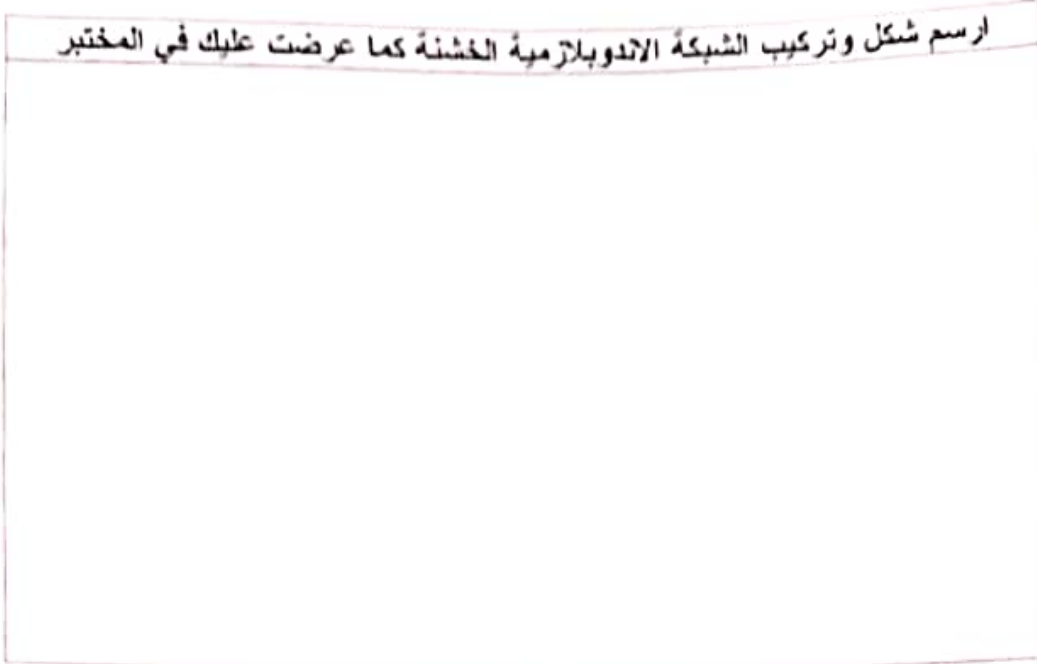 ارسم شكل وتركيب الشبكة الاندوبلازمية الخشنة كما عرضت عليك في المختبر